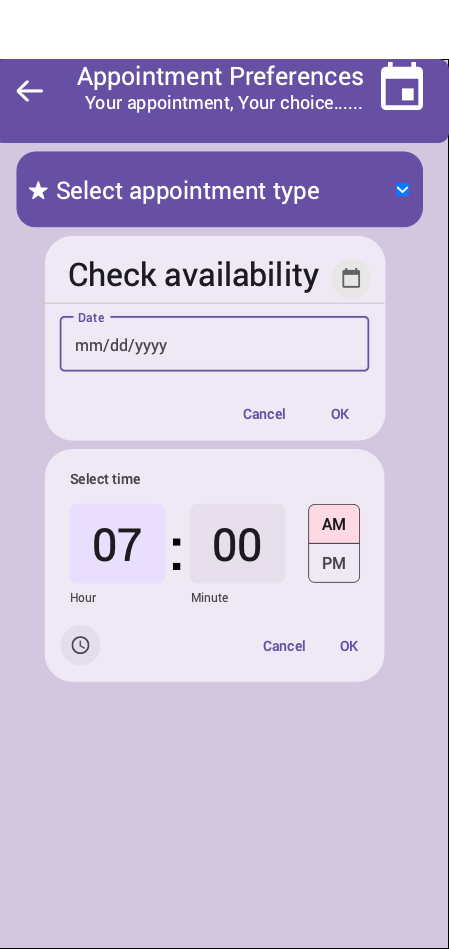 Appointment Preferences
Your appointment, Your choice......
Select appointment type
Check availability
Date
mm/dd/yyyy
Cancel OK
Select time
07 : 00 AM
PM
Hour Minute
Cancel OK